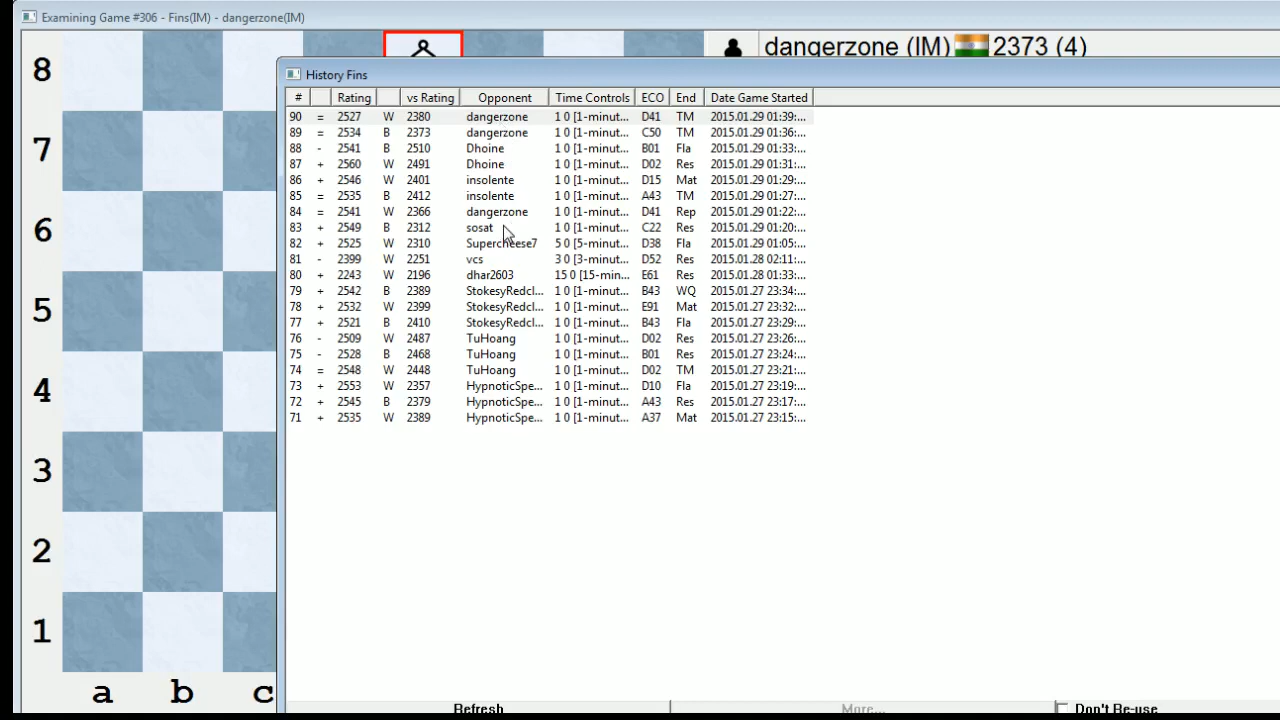 Examining Game #306 - Fins(IM) - dangerzone(IM)
dangerzone (IM) 2373 (4)
History Fins
# Rating vs Rating Opponent Time Controls ECO End Date Game Started
90 = 2527 W 2380 dangerzone 1 0 [1-minut... D41 TM 2015.01.29 01:39:...
89 = 2534 B 2373 dangerzone 1 0 [1-minut... C50 TM 2015.01.29 01:36:...
88 - 2541 B 2510 Dhoine 1 0 [1-minut... B01 Fla 2015.01.29 01:33:...
87 + 2560 W 2491 Dhoine 1 0 [1-minut... D02 Res 2015.01.29 01:31:...
86 + 2546 W 2401 insolente 1 0 [1-minut... D15 Mat 2015.01.29 01:29:...
85 = 2535 B 2412 insolente 1 0 [1-minut... A43 TM 2015.01.29 01:27:...
84 = 2541 W 2366 dangerzone 1 0 [1-minut... D41 Rep 2015.01.29 01:22:...
83 + 2549 B 2312 sosat 1 0 [1-minut... C22 Res 2015.01.29 01:20:...
82 + 2525 W 2310 Supercheese7 5 0 [5-minut... D38 Fla 2015.01.29 01:05:...
81 - 2399 W 2251 vcs 3 0 [3-minut... D52 Res 2015.01.28 02:11:...
80 + 2243 W 2196 dhar2603 15 0 [15-min... E61 Res 2015.01.28 01:33:...
79 + 2542 B 2389 StokesyRedcl... 1 0 [1-minut... B43 WQ 2015.01.27 23:34:...
78 + 2532 W 2399 StokesyRedcl... 1 0 [1-minut... E91 Mat 2015.01.27 23:32:...
77 + 2521 B 2410 StokesyRedcl... 1 0 [1-minut... B43 Fla 2015.01.27 23:29:...
76 - 2509 W 2487 TuHoang 1 0 [1-minut... D02 Res 2015.01.27 23:26:...
75 - 2528 B 2468 TuHoang 1 0 [1-minut... B01 Res 2015.01.27 23:24:...
74 = 2548 W 2448 TuHoang 1 0 [1-minut... D02 TM 2015.01.27 23:21:...
73 + 2553 W 2357 HypnoticSpe... 1 0 [1-minut... D10 Fla 2015.01.27 23:19:...
72 + 2545 B 2379 HypnoticSpe... 1 0 [1-minut... A43 Res 2015.01.27 23:17:...
71 + 2535 W 2389 HypnoticSpe... 1 0 [1-minut... A37 Mat 2015.01.27 23:15:...
8
7
6
5
4
3
2
1
a b c
Refresh More... Don't Re-use